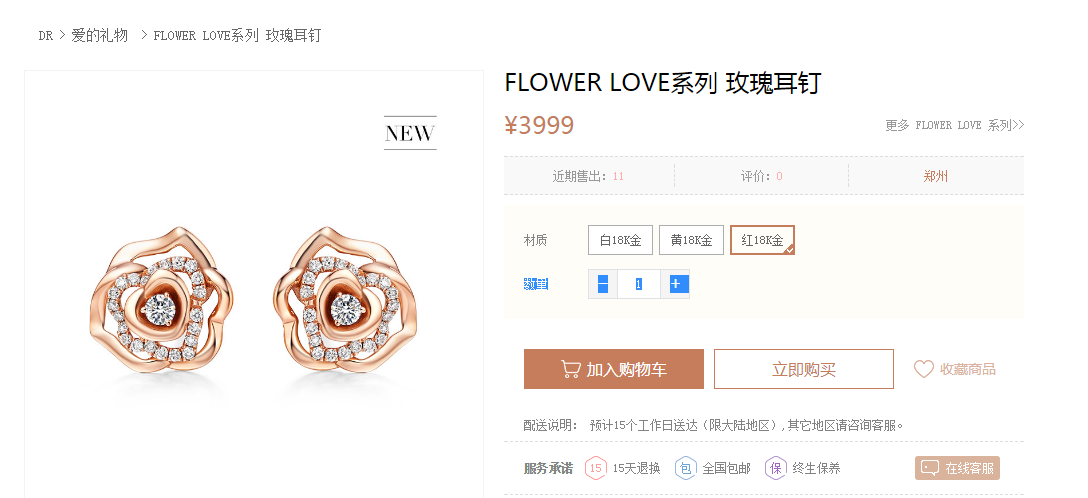 DR > 爱的礼物 > FLOWER LOVE系列 玫瑰耳钉
NEW
FLOWER LOVE系列 玫瑰耳钉
¥3999
更多 FLOWER LOVE 系列>>
近期售出：11 评价：0 郑州
材质 白18K金 黄18K金 红18K金
数量 － 1 +
加入购物车 立即购买 收藏商品
配送说明： 预计15个工作日送达（限大陆地区）,其它地区请咨询客服。
服务承诺 15 15天退换 包 全国包邮 保 终生保养 在线客服